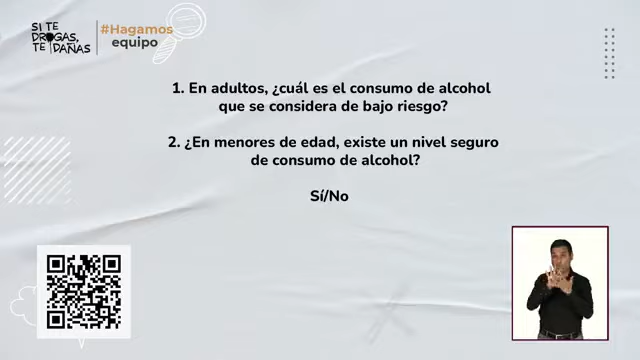 SI TE
DROGAS,
TE DAÑAS
#Hagamos
equipo
1. En adultos, ¿cuál es el consumo de alcohol
que se considera de bajo riesgo?
2. ¿En menores de edad, existe un nivel seguro
de consumo de alcohol?
Sí/No